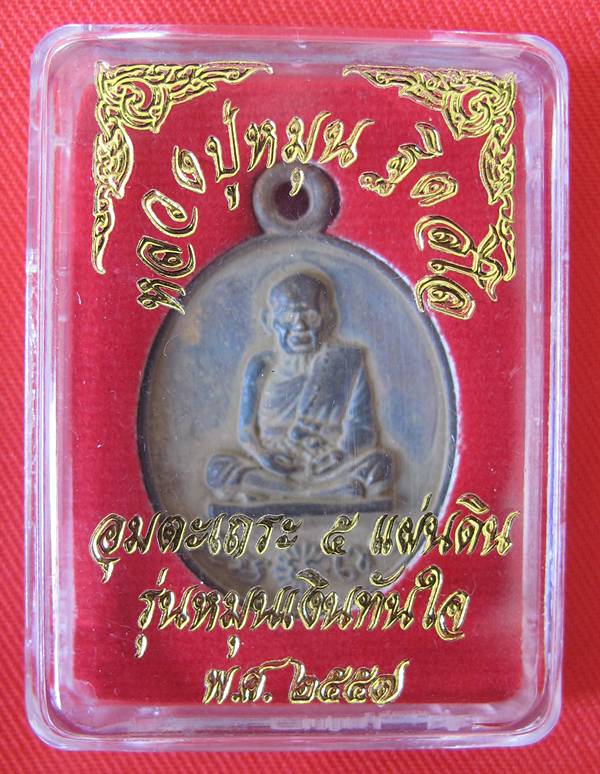 หลวงปู่หมุน ฐิตสีโล
อมตะเถระ ๕ แผ่นดิน
รุ่นหมุนเงินทันใจ
พ.ศ. ๒๕๕๗